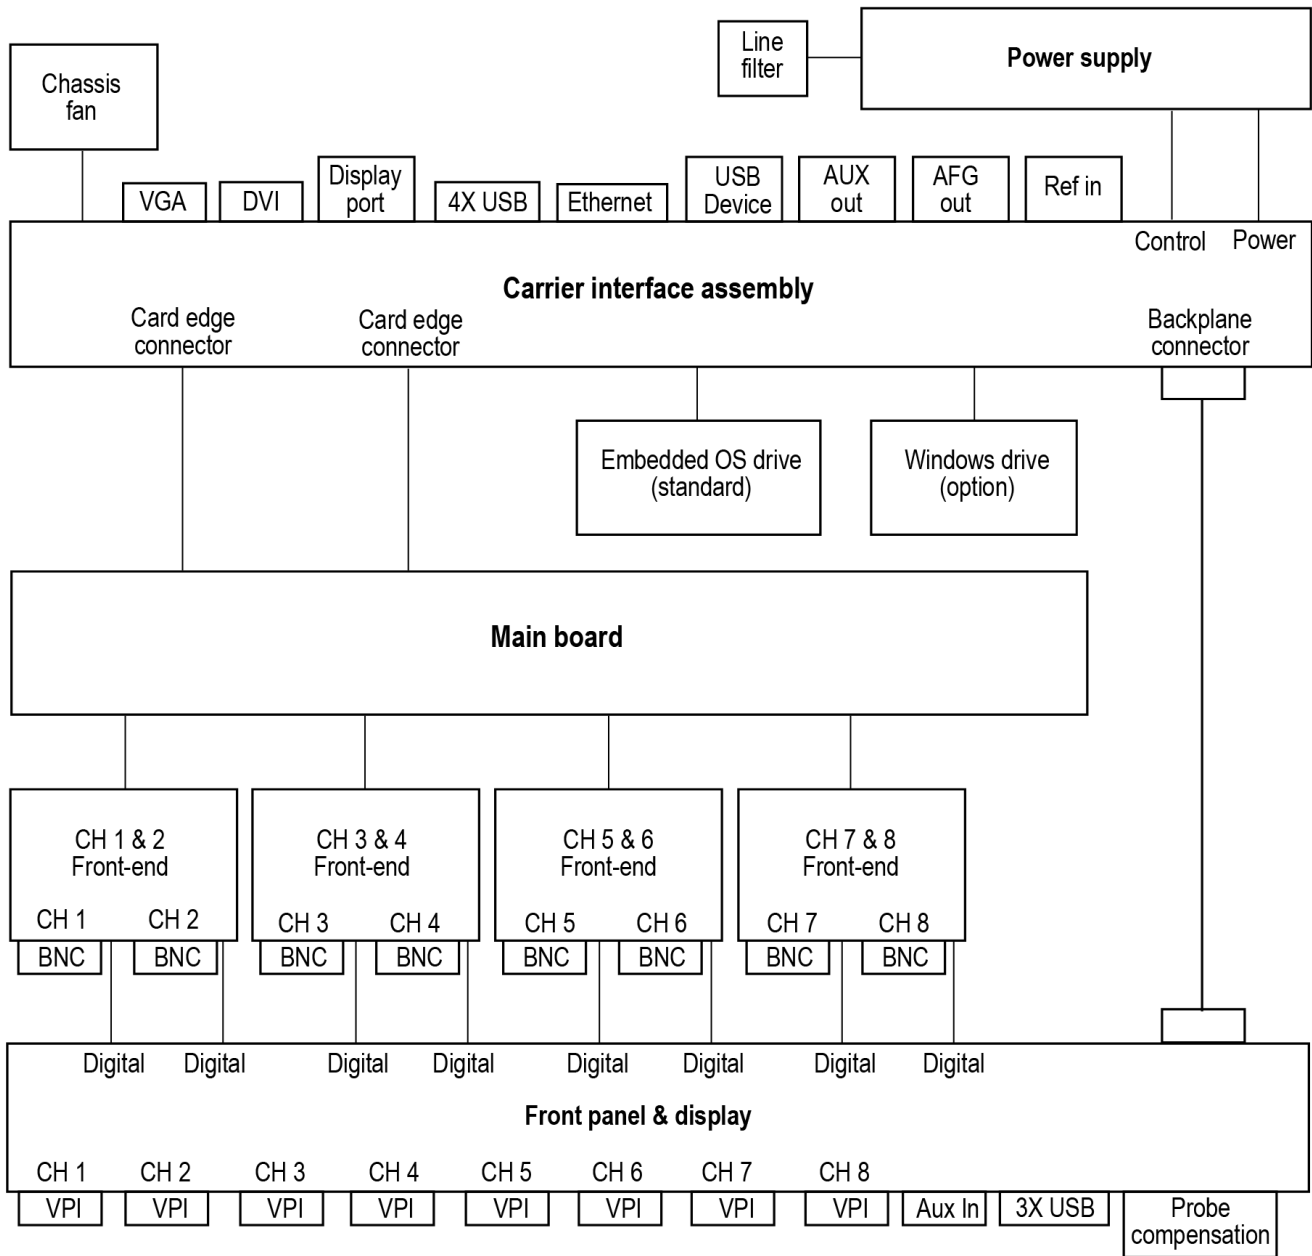 Line
filter
Power supply
Chassis
fan
VGA
DVI
Display
port
4X USB
Ethernet
USB
Device
AUX
out
AFG
out
Ref in
Control
Power
Carrier interface assembly
Card edge
connector
Card edge
connector
Backplane
connector
Embedded OS drive
(standard)
Windows drive
(option)
Main board
CH 1 & 2
Front-end
CH 3 & 4
Front-end
CH 5 & 6
Front-end
CH 7 & 8
Front-end
CH 1
CH 2
CH 3
CH 4
CH 5
CH 6
CH 7
CH 8
BNC
BNC
BNC
BNC
BNC
BNC
BNC
BNC
Digital
Digital
Digital
Digital
Digital
Digital
Digital
Digital
Front panel & display
CH 1
CH 2
CH 3
CH 4
CH 5
CH 6
CH 7
CH 8
VPI
VPI
VPI
VPI
VPI
VPI
VPI
VPI
Aux In
3X USB
Probe
compensation